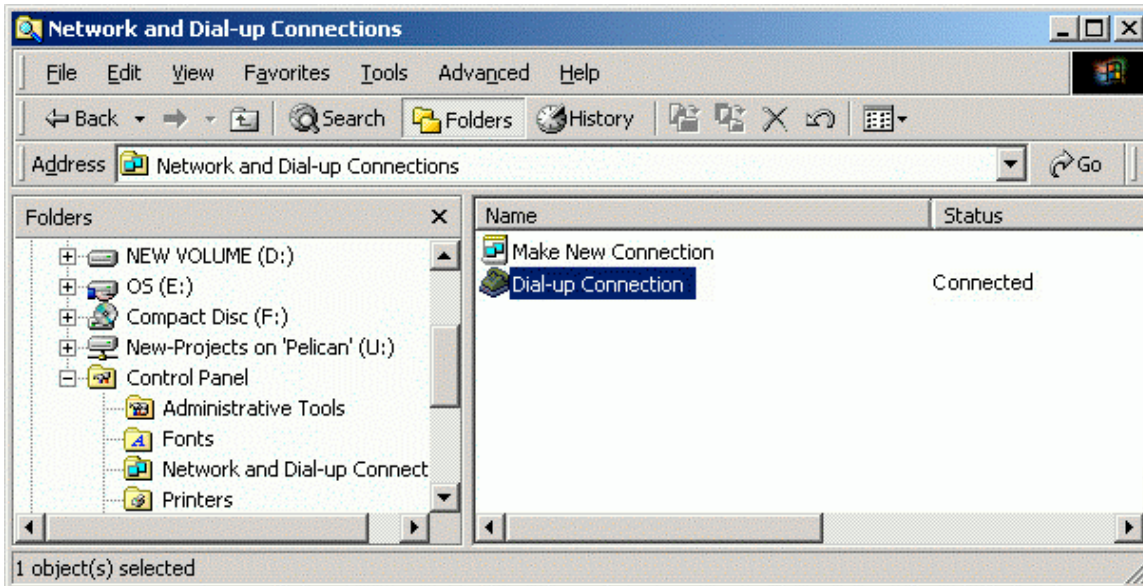 Network and Dial-up Connections
File Edit View Favorites Tools Advanced Help
Back Search Folders History
Address Network and Dial-up Connections Go
Folders
NEW VOLUME (D:)
OS (E:)
Compact Disc (F:)
New-Projects on 'Pelican' (U:)
Control Panel
Administrative Tools
Fonts
Network and Dial-up Connect
Printers
Name Status
Make New Connection
Dial-up Connection Connected
1 object(s) selected